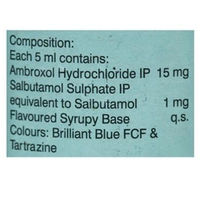 Composition:
Each 5 ml contains:
Ambroxol Hydrochloride IP 15 mg
Salbutamol Sulphate IP
equivalent to Salbutamol 1 mg
Flavoured Syrupy Base q.s.
Colours: Brilliant Blue FCF &
Tartrazine